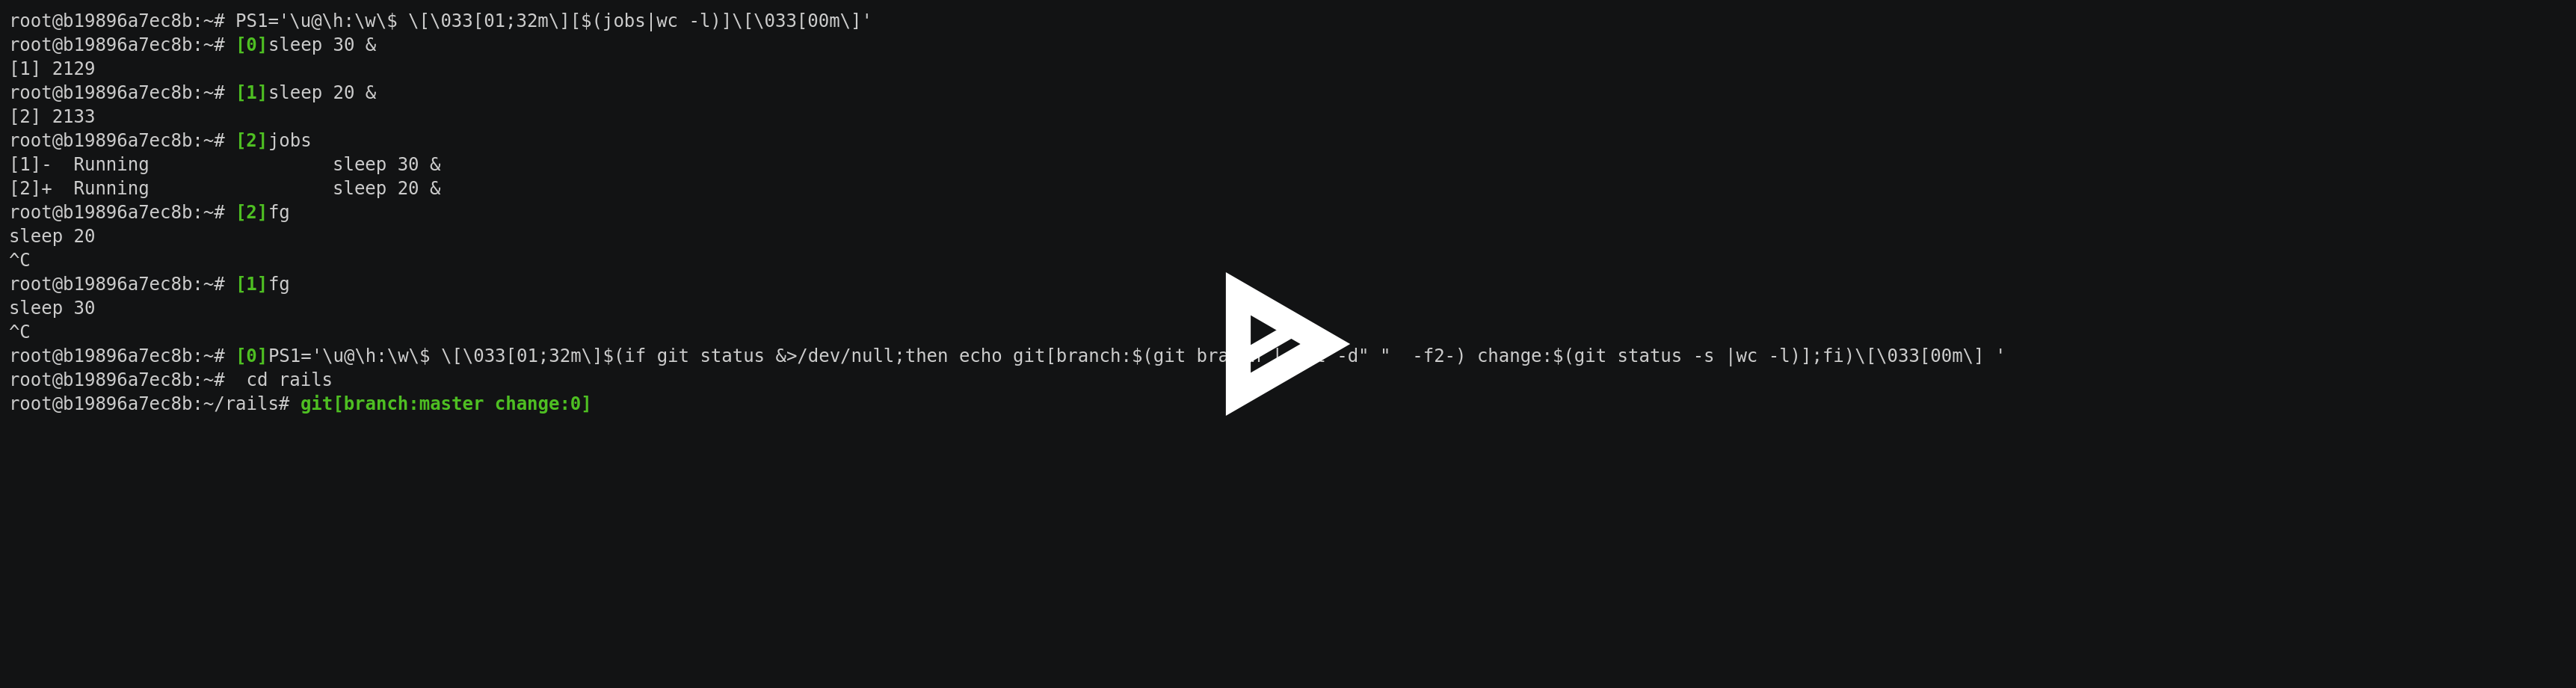 root@b19896a7ec8b:~# PS1='\u@\h:\w\$ \[\033[01;32m\][$(jobs|wc -l)]\[\033[00m\]'
root@b19896a7ec8b:~# [0]sleep 30 &
[1] 2129
root@b19896a7ec8b:~# [1]sleep 20 &
[2] 2133
root@b19896a7ec8b:~# [2]jobs
[1]-  Running                 sleep 30 &
[2]+  Running                 sleep 20 &
root@b19896a7ec8b:~# [2]fg
sleep 20
^C
root@b19896a7ec8b:~# [1]fg
sleep 30
^C
root@b19896a7ec8b:~# [0]PS1='\u@\h:\w\$ \[\033[01;32m\]$(if git status &>/dev/null;then echo git[branch:$(git -d" "  -f2-) change:$(git status -s |wc -l)];fi)\[\033[00m\] '
root@b19896a7ec8b:~#  cd rails
root@b19896a7ec8b:~/rails# git[branch:master change:0]